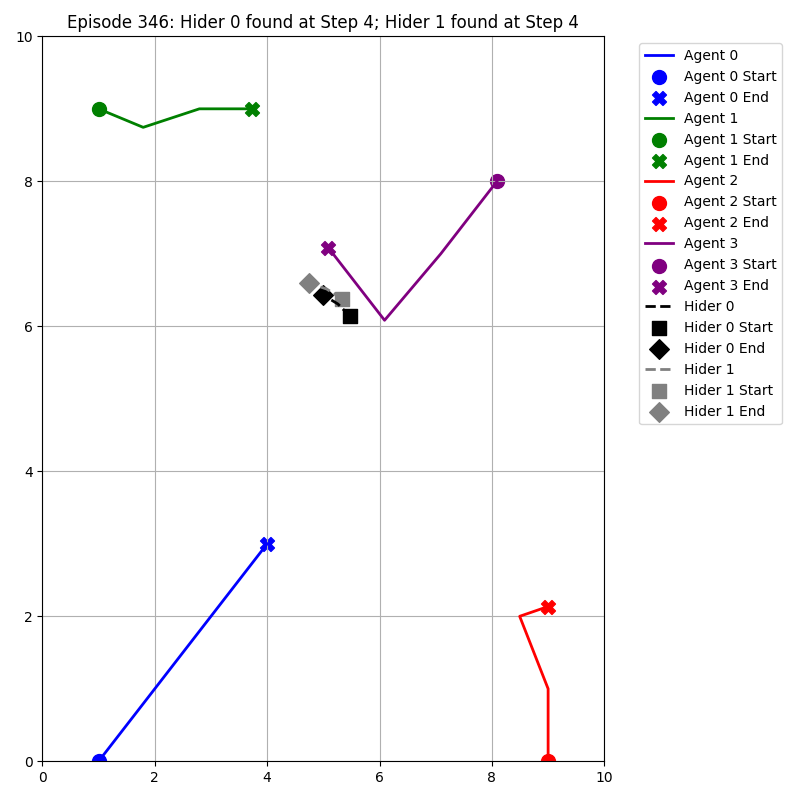 Episode 346: Hider 0 found at Step 4; Hider 1 found at Step 4
10
8
6
4
2
0
0 2 4 6 8 10
Agent 0
Agent 0 Start
Agent 0 End
Agent 1
Agent 1 Start
Agent 1 End
Agent 2
Agent 2 Start
Agent 2 End
Agent 3
Agent 3 Start
Agent 3 End
Hider 0
Hider 0 Start
Hider 0 End
Hider 1
Hider 1 Start
Hider 1 End